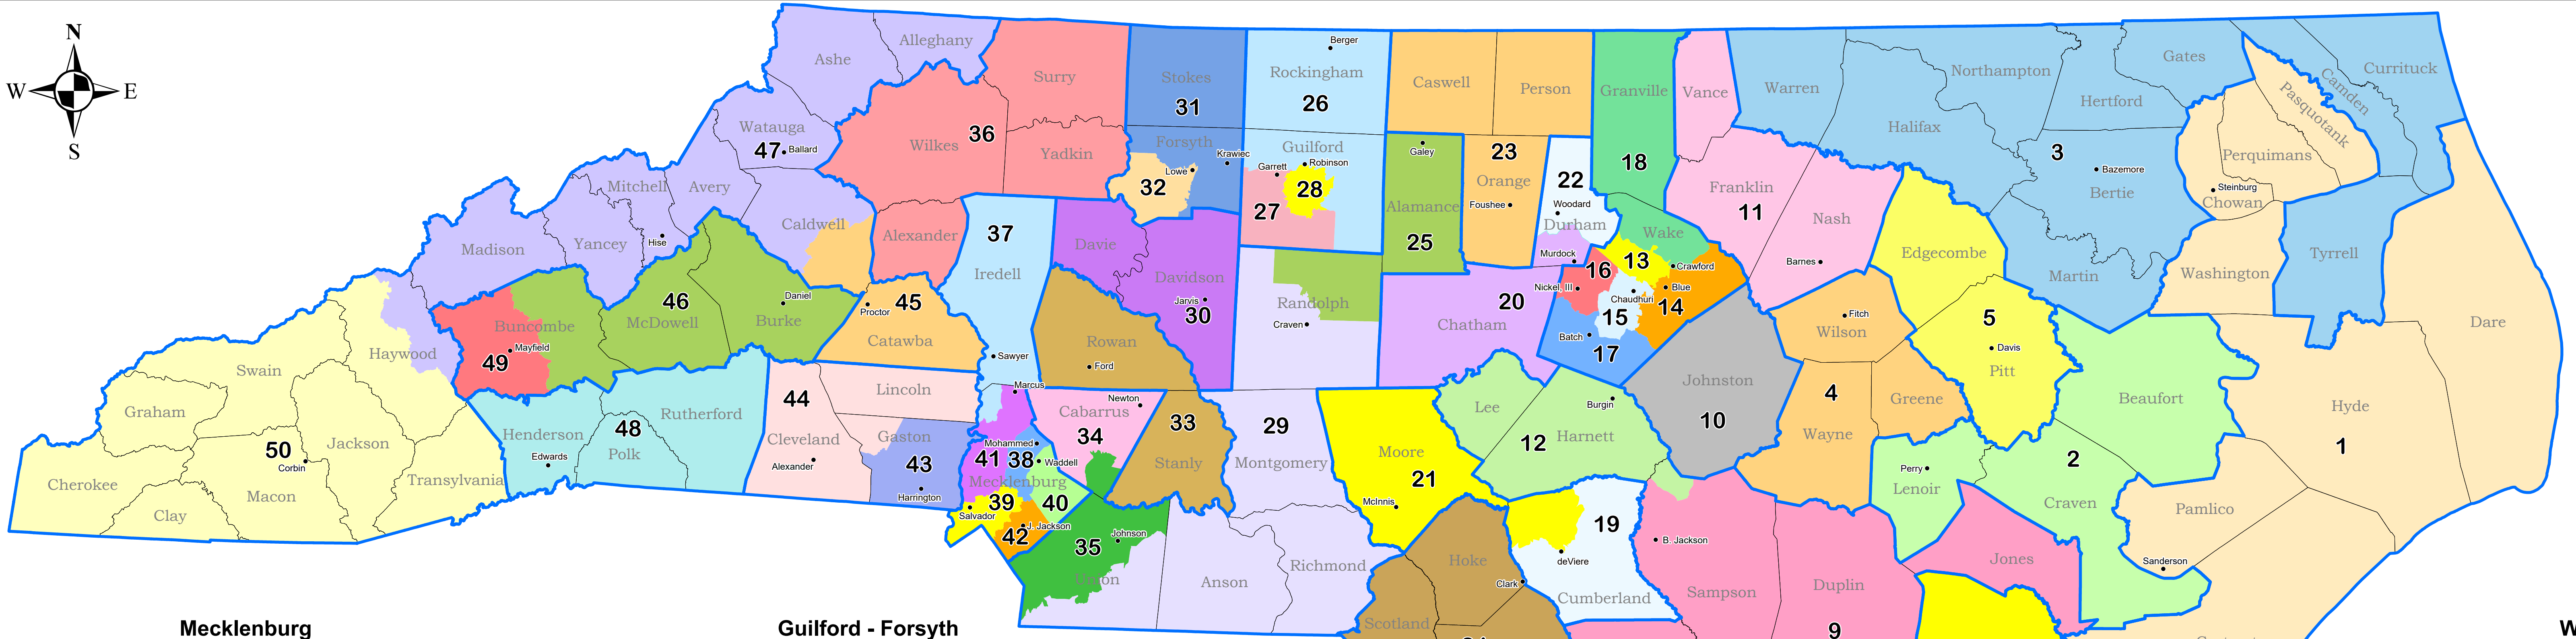 N
W E
S
Ashe
Alleghany
Surry
Stokes
31
Berger
Rockingham
26
Caswell
Person
Granville
Vance
Warren
Northampton
Gates
Hertford
Camden
Currituck
Pasquotank
Halifax
3
Bazemore
Bertie
Perquimans
Steinburg
Chowan
Watauga
47 Ballard
Wilkes
36
Yadkin
Forsyth
Krawiec
Lowe
32
Guilford
Garrett
Robinson
28
27
Galey
Alamance
25
23
Orange
Foushee
22
Woodard
Durham
18
Wake
Franklin
11
Nash
Barnes
Edgecombe
Martin
Washington
Tyrrell
Dare
Mitchell
Avery
Caldwell
Alexander
37
Iredell
Davie
Davidson
Jarvis
30
Randolph
Craven
Chatham
20
Murdock
16
13
Crawford
Nickel, III
Chaudhuri
Blue
15
14
Batch
17
Madison
Yancey
Hise
46
McDowell
Daniel
Burke
Proctor
45
Catawba
Sawyer
Rowan
Ford
Johnston
10
Fitch
Wilson
4
Greene
Wayne
5
Davis
Pitt
Beaufort
Hyde
1
Buncombe
Mayfield
49
Haywood
Swain
Graham
Jackson
50
Corbin
Cherokee
Macon
Clay
Transylvania
Henderson
Edwards
48
Polk
Rutherford
44
Cleveland
Alexander
Lincoln
Gaston
43
Harrington
Marcus
Mohammed
41
38
Waddell
Mecklenburg
39
40
Salvador
J. Jackson
42
Newton
Cabarrus
34
33
Stanly
29
Montgomery
Moore
21
McInnis
Lee
12
Burgin
Harnett
35
Johnson
Union
Anson
Richmond
Hoke
Clark
Scotland
19
deViere
Cumberland
B. Jackson
Sampson
Duplin
9
Perry
Lenoir
2
Craven
Jones
Pamlico
Sanderson
Mecklenburg
Guilford - Forsyth